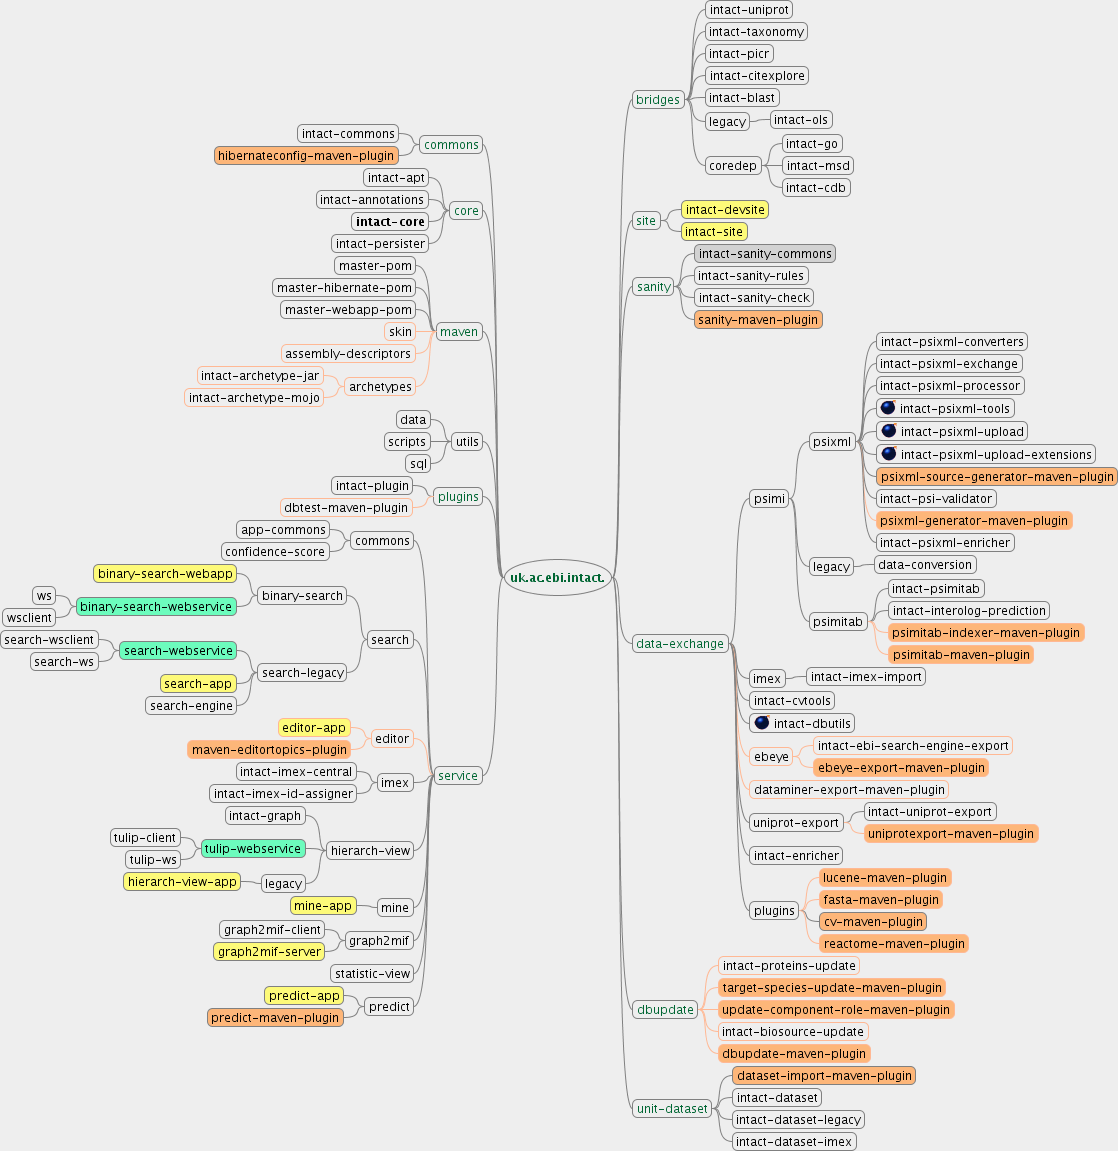 uk.ac.ebi.intact.
commons
intact-commons
hibernateconfig-maven-plugin
core
intact-apt
intact-annotations
intact-core
intact-persister
maven
master-pom
master-hibernate-pom
master-webapp-pom
skin
assembly-descriptors
archetypes
intact-archetype-jar
intact-archetype-mojo
utils
data
scripts
sql
plugins
intact-plugin
dbtest-maven-plugin
service
commons
app-commons
confidence-score
search
binary-search
binary-search-webapp
binary-search-webservice
ws
wsclient
search-legacy
search-webservice
search-wsclient
search-ws
search-app
search-engine
editor
editor-app
maven-editortopics-plugin
imex
intact-imex-central
intact-imex-id-assigner
hierarch-view
intact-graph
tulip-webservice
tulip-client
tulip-ws
legacy
hierarch-view-app
mine
mine-app
graph2mif
graph2mif-client
graph2mif-server
statistic-view
predict
predict-app
predict-maven-plugin
bridges
intact-uniprot
intact-taxonomy
intact-picr
intact-citexplore
intact-blast
legacy
intact-ols
coredep
intact-go
intact-msd
intact-cdb
site
intact-devsite
intact-site
sanity
intact-sanity-commons
intact-sanity-rules
intact-sanity-check
sanity-maven-plugin
data-exchange
psimi
psixml
intact-psixml-converters
intact-psixml-exchange
intact-psixml-processor
intact-psixml-tools
intact-psixml-upload
intact-psixml-upload-extensions
psixml-source-generator-maven-plugin
intact-psi-validator
psixml-generator-maven-plugin
intact-psixml-enricher
legacy
data-conversion
psimitab
intact-psimitab
intact-interolog-prediction
psimitab-indexer-maven-plugin
psimitab-maven-plugin
imex
intact-imex-import
intact-cvtools
intact-dbutils
ebeye
intact-ebi-search-engine-export
ebeye-export-maven-plugin
dataminer-export-maven-plugin
uniprot-export
intact-uniprot-export
uniprotexport-maven-plugin
intact-enricher
plugins
lucene-maven-plugin
fasta-maven-plugin
cv-maven-plugin
reactome-maven-plugin
dbupdate
intact-proteins-update
target-species-update-maven-plugin
update-component-role-maven-plugin
intact-biosource-update
dbupdate-maven-plugin
unit-dataset
dataset-import-maven-plugin
intact-dataset
intact-dataset-legacy
intact-dataset-imex